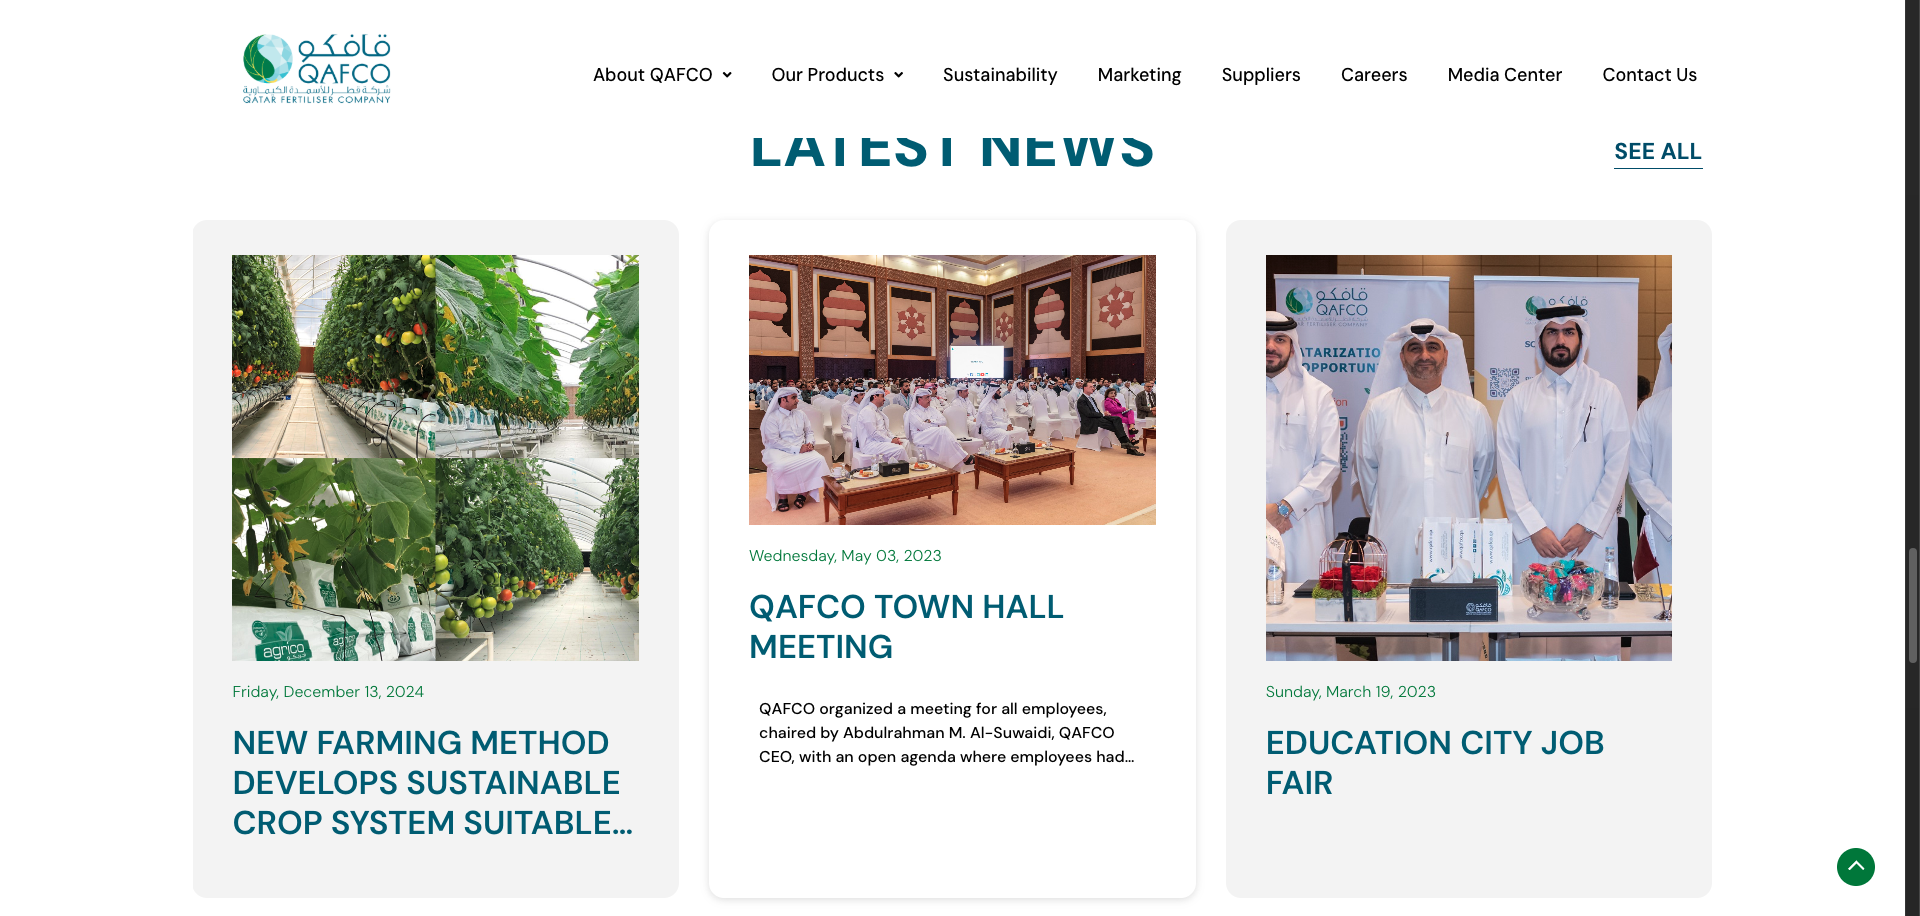 قافكو
QAFCO
شركة قطر للأسمدة الكيماوية
QATAR FERTILISER COMPANY
About QAFCO
Our Products
Sustainability
Marketing
Suppliers
Careers
Media Center
Contact Us
LATEST NEWS
SEE ALL
agrico
Friday, December 13, 2024
NEW FARMING METHOD
DEVELOPS SUSTAINABLE
CROP SYSTEM SUITABLE...
Wednesday, May 03, 2023
QAFCO TOWN HALL
MEETING
QAFCO organized a meeting for all employees,
chaired by Abdulrahman M. Al-Suwaidi, QAFCO
CEO, with an open agenda where employees had...
قافكو
QAFCO
قافكو
QAFCO
ATARIZATIO
OPPORTUN
Sunday, March 19, 2023
EDUCATION CITY JOB
FAIR